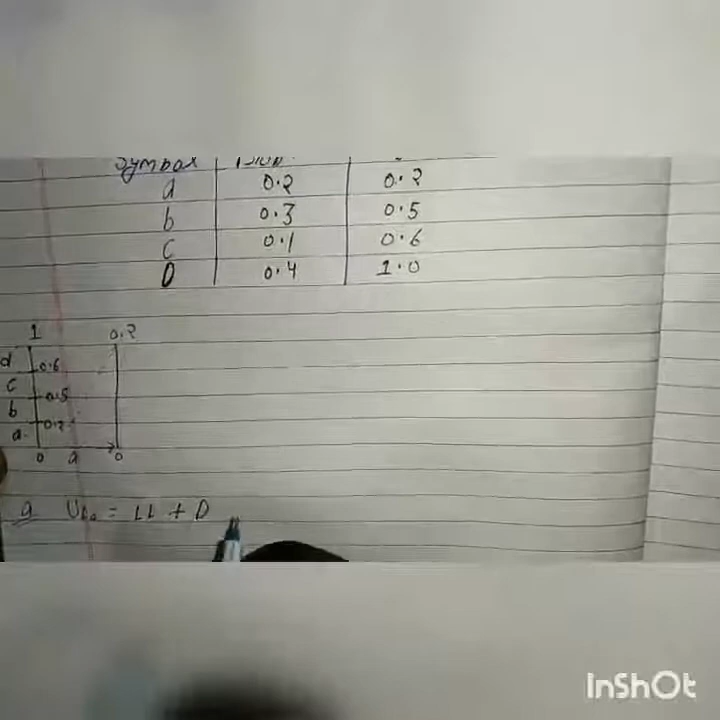 Symbol
a 0.2 0.2
b 0.3 0.5
c 0.1 0.6
D 0.4 1.0
1 0.2
d 0.6
c 0.5
b 0.2
a
0 a 0
a = LL + D
InShOt